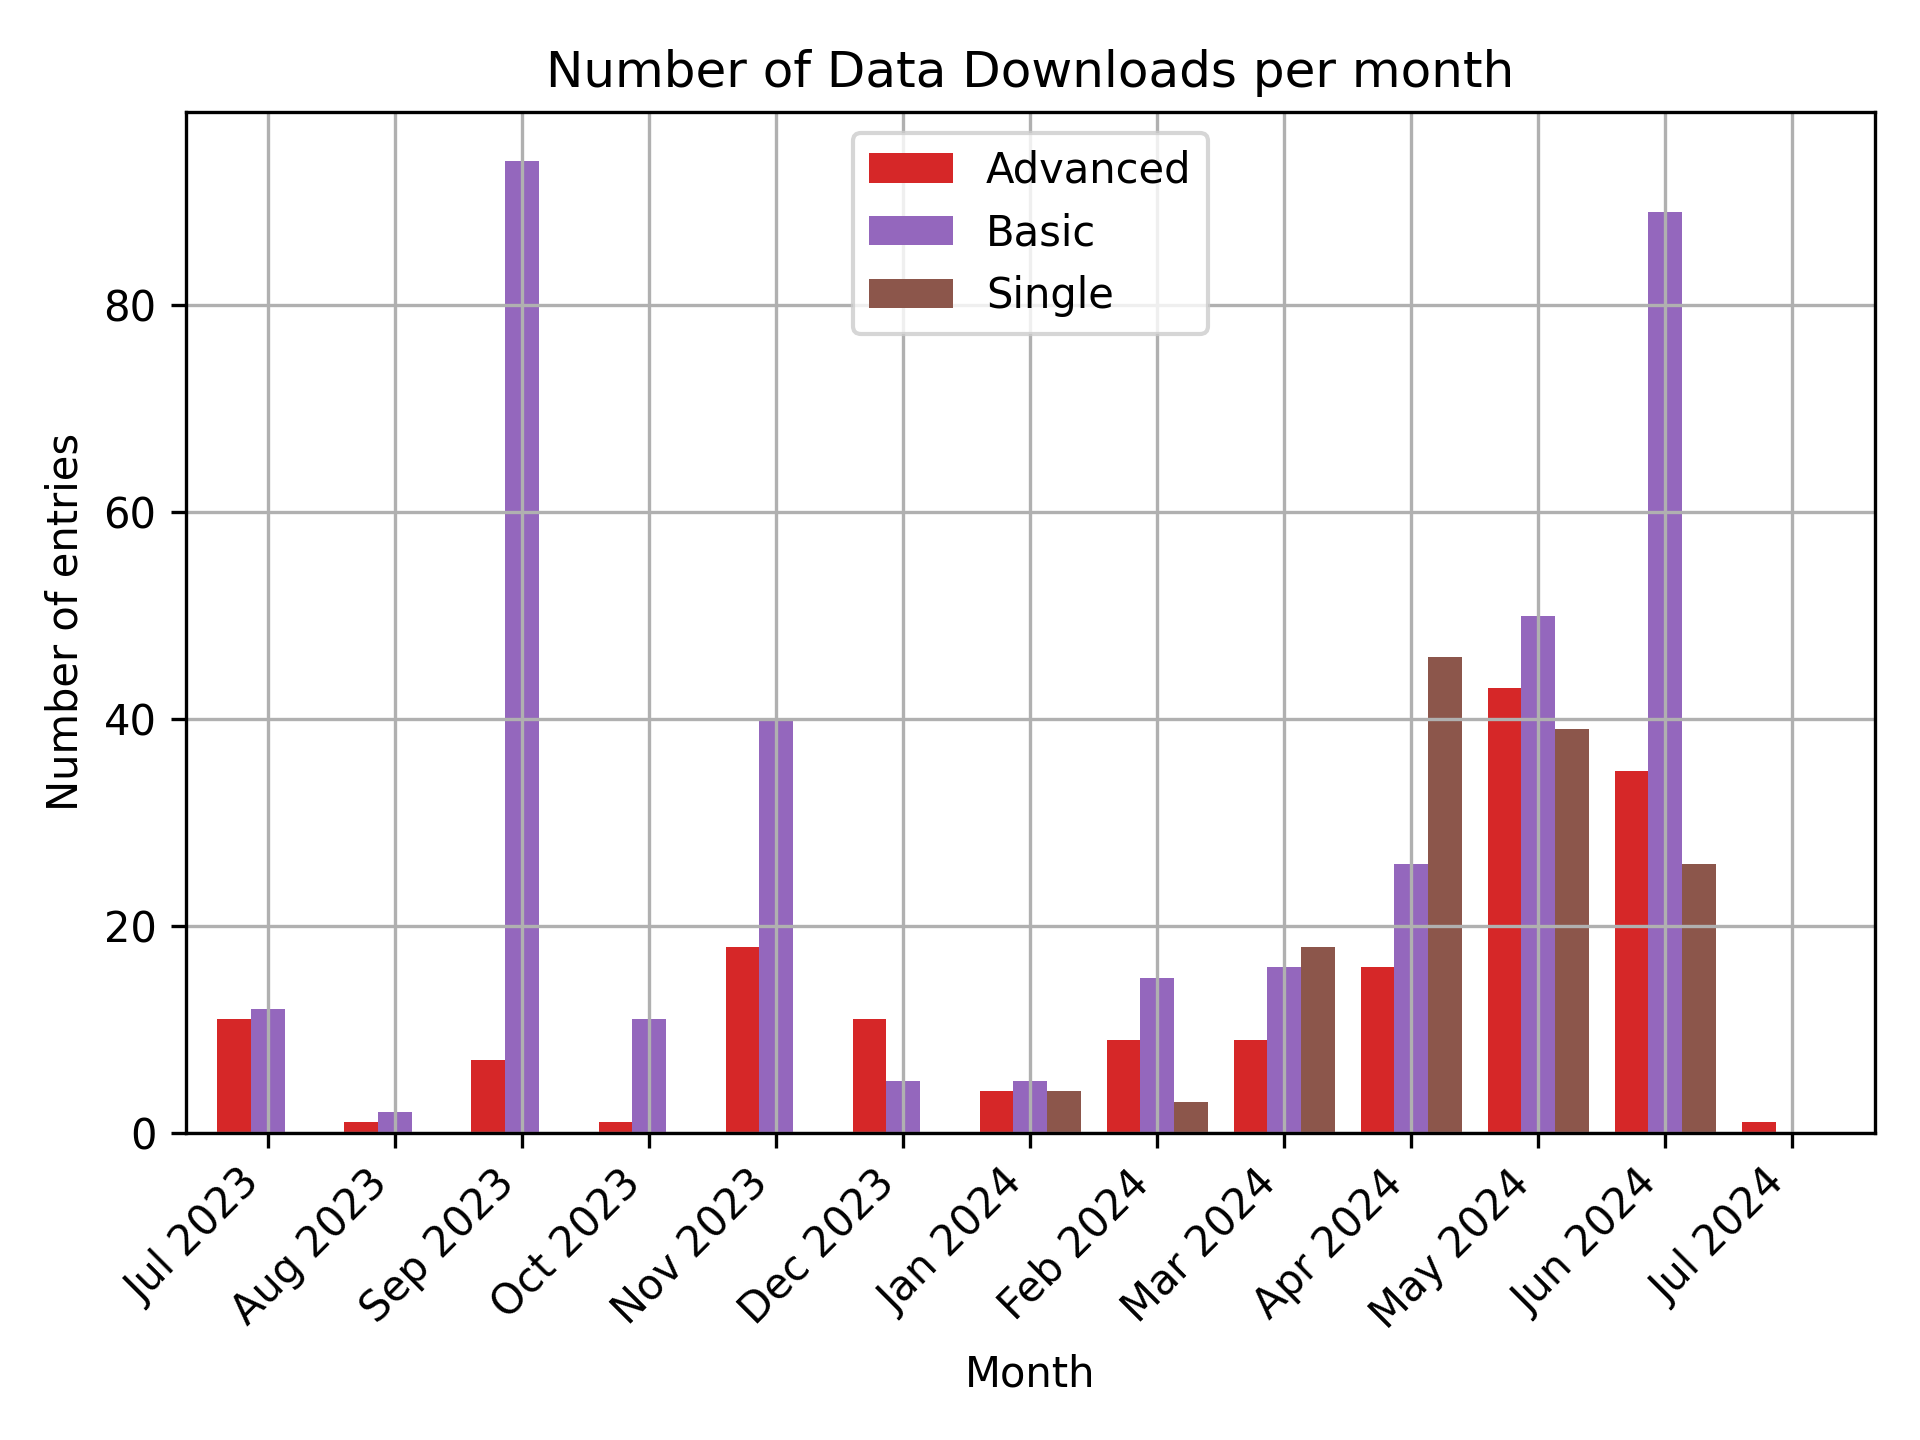 Number of Data Downloads per month
Advanced
Basic
Single
Number of entries
80
60
40
20
0
Jul 2023
Aug 2023
Sep 2023
Oct 2023
Nov 2023
Dec 2023
Jan 2024
Feb 2024
Mar 2024
Apr 2024
May 2024
Jun 2024
Jul 2024
Month